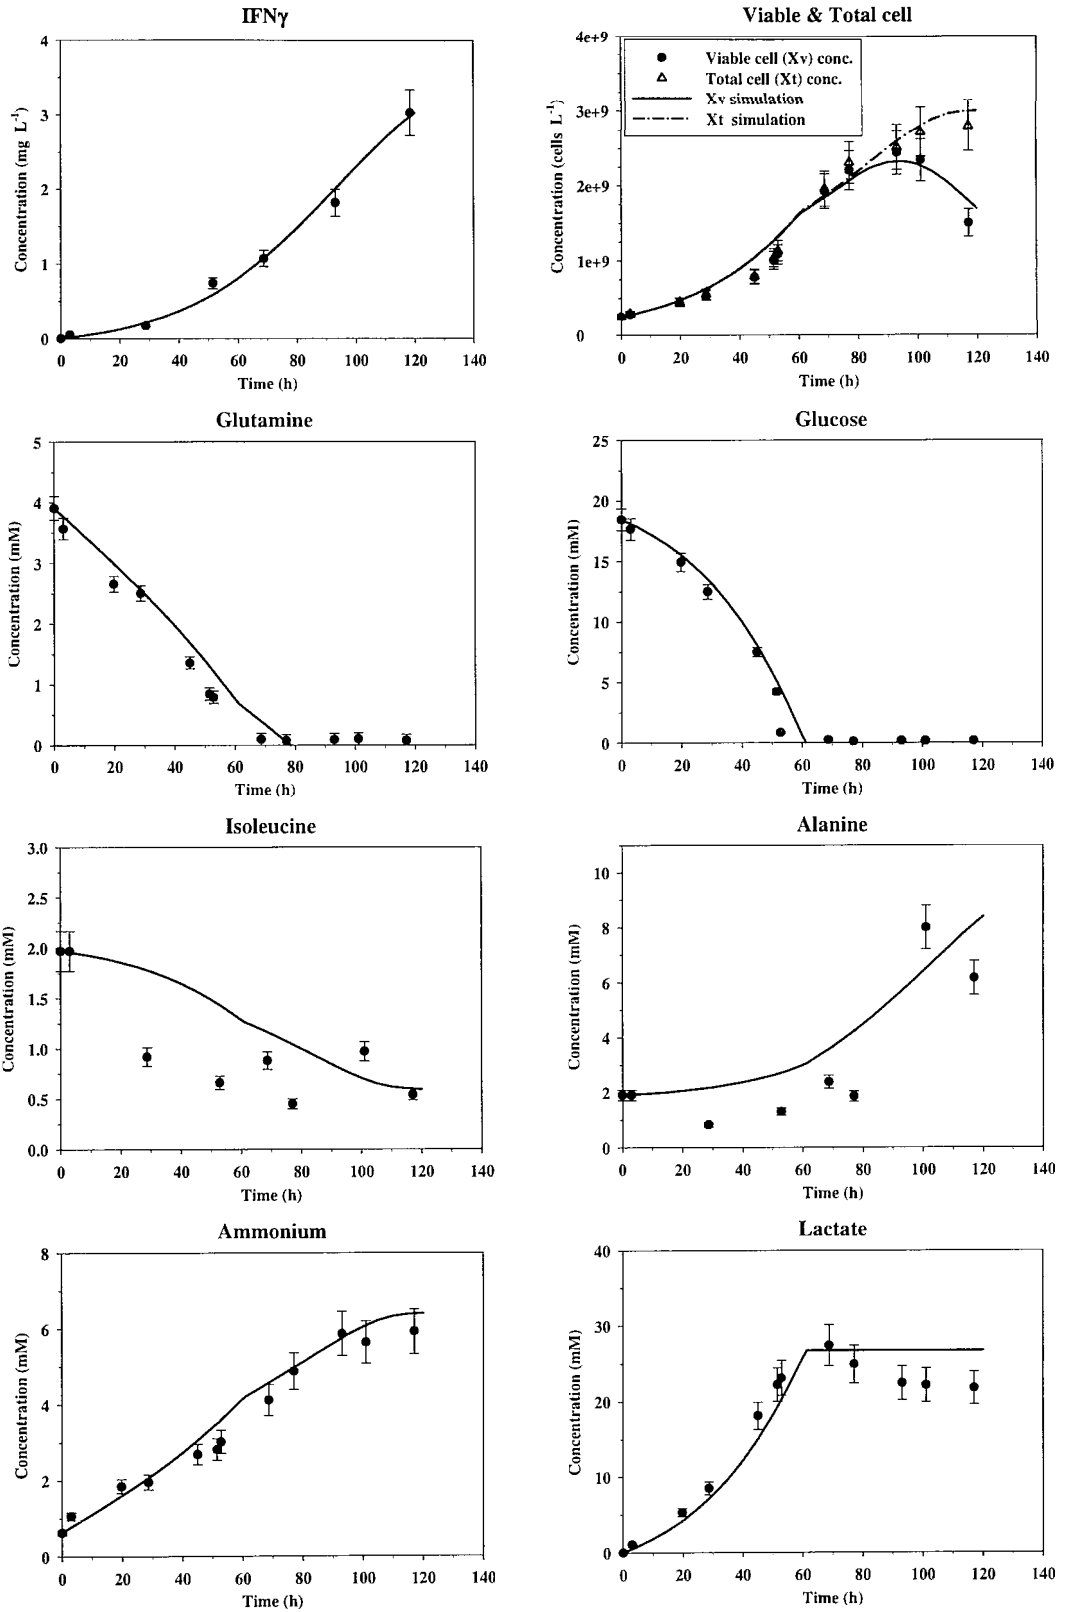 IFNγ
4
3
2
1
0
Concentration (mg L⁻¹)
0 20 40 60 80 100 120 140
Time (h)
Viable & Total cell
4e+9
3e+9
2e+9
1e+9
0
Concentration (cells L⁻¹)
Viable cell (Xv) conc.
Total cell (Xt) conc.
Xv simulation
Xt simulation
0 20 40 60 80 100 120 140
Time (h)
Glutamine
5
4
3
2
1
0
Concentration (mM)
0 20 40 60 80 100 120 140
Time (h)
Glucose
25
20
15
10
5
0
Concentration (mM)
0 20 40 60 80 100 120 140
Time (h)
Isoleucine
3.0
2.5
2.0
1.5
1.0
0.5
0.0
Concentration (mM)
0 20 40 60 80 100 120 140
Time (h)
Alanine
10
8
6
4
2
0
Concentration (mM)
0 20 40 60 80 100 120 140
Time (h)
Ammonium
8
6
4
2
0
Concentration (mM)
0 20 40 60 80 100 120 140
Time (h)
Lactate
40
30
20
10
0
Concentration (mM)
0 20 40 60 80 100 120 140
Time (h)